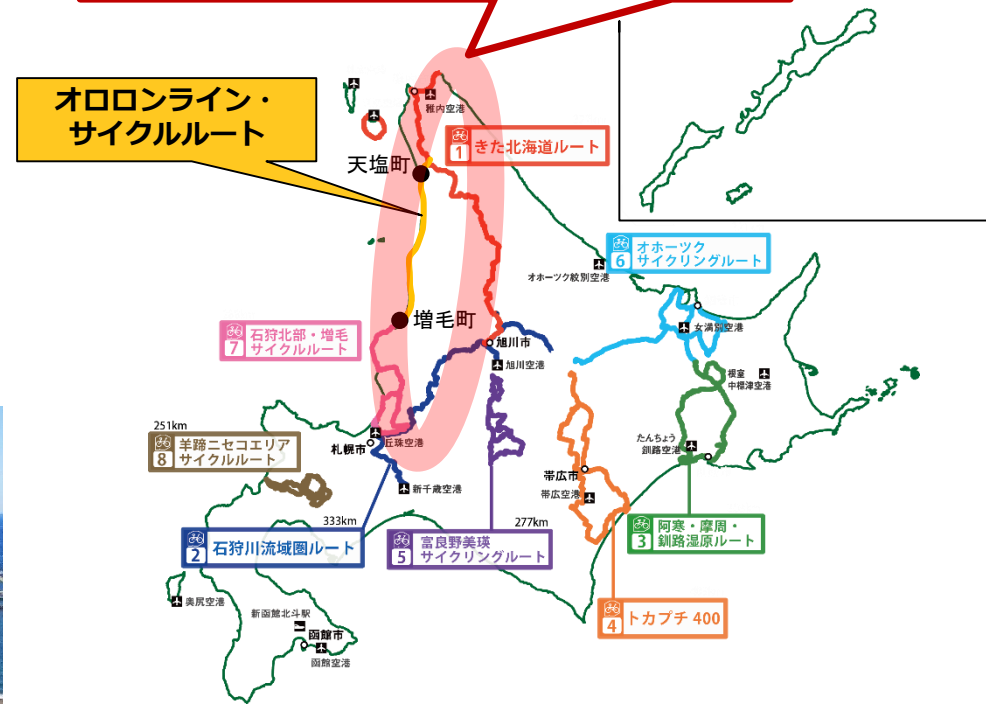 オロロンライン・
サイクルルート
稚内空港
1 きた北海道ルート
天塩町
6 オホーツク
サイクリングルート
オホーツク紋別空港
女満別空港
増毛町
7 石狩北部・増毛
サイクルルート
旭川市
旭川空港
根室
中標津空港
251km
8 羊蹄ニセコエリア
サイクルルート
札幌市
丘珠空港
たんちょう
釧路空港
帯広市
帯広空港
新千歳空港
333km
2 石狩川流域圏ルート
277km
5 富良野美瑛
サイクリングルート
3 阿寒・摩周・
釧路湿原ルート
4 トカプチ 400
奥尻空港
新函館北斗駅
函館市
函館空港